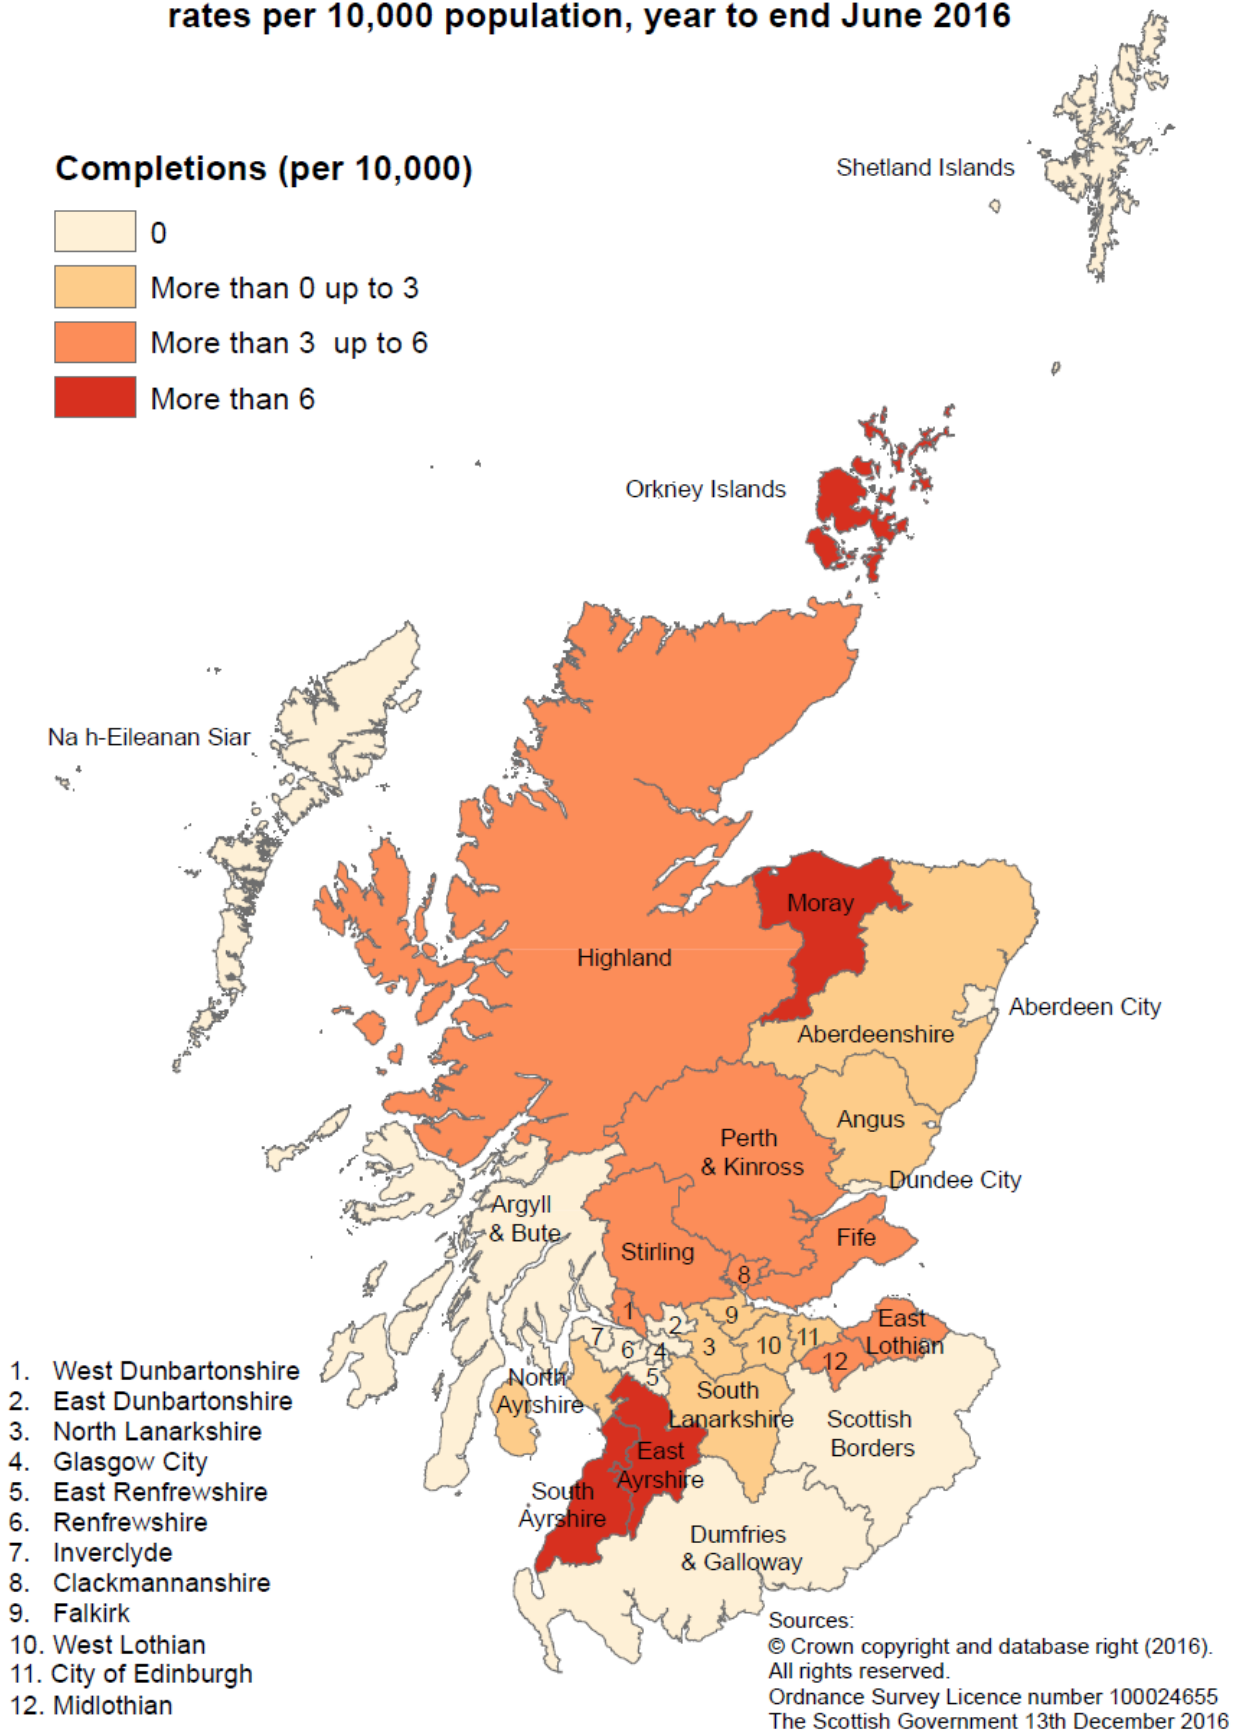 rates per 10,000 population, year to end June 2016
Completions (per 10,000)
0
More than 0 up to 3
More than 3  up to 6
More than 6
Shetland Islands
Orkney Islands
Na h-Eileanan Siar
Moray
Highland
Aberdeen City
Aberdeenshire
Angus
Perth
& Kinross
Dundee City
Argyll
& Bute
Stirling
Fife
8
1
2
9
East
Lothian
7
6
4
3
10
11
12
5
North
Ayrshire
South
Lanarkshire
Scottish
Borders
East
Ayrshire
South
Ayrshire
Dumfries
& Galloway
1. West Dunbartonshire
2. East Dunbartonshire
3. North Lanarkshire
4. Glasgow City
5. East Renfrewshire
6. Renfrewshire
7. Inverclyde
8. Clackmannanshire
9. Falkirk
10. West Lothian
11. City of Edinburgh
12. Midlothian
Sources:
© Crown copyright and database right (2016).
All rights reserved.
Ordnance Survey Licence number 100024655
The Scottish Government 13th December 2016